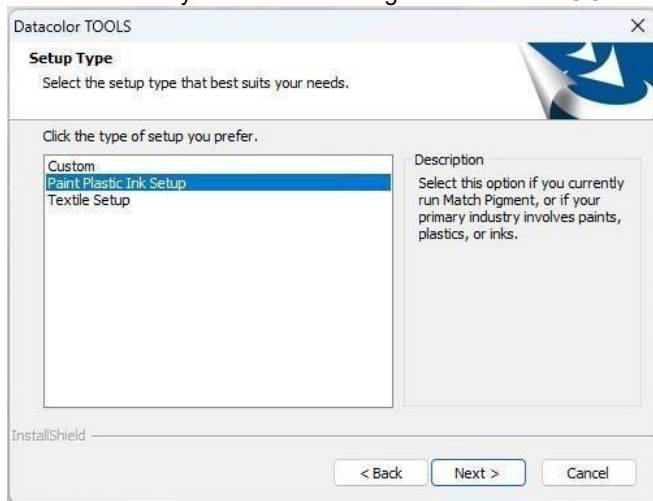 Datacolor TOOLS
Setup Type
Select the setup type that best suits your needs.
Click the type of setup you prefer.
Custom
Paint Plastic Ink Setup
Textile Setup
Description
Select this option if you currently
run Match Pigment, or if your
primary industry involves paints,
plastics, or inks.
InstallShield
< Back
Next >
Cancel